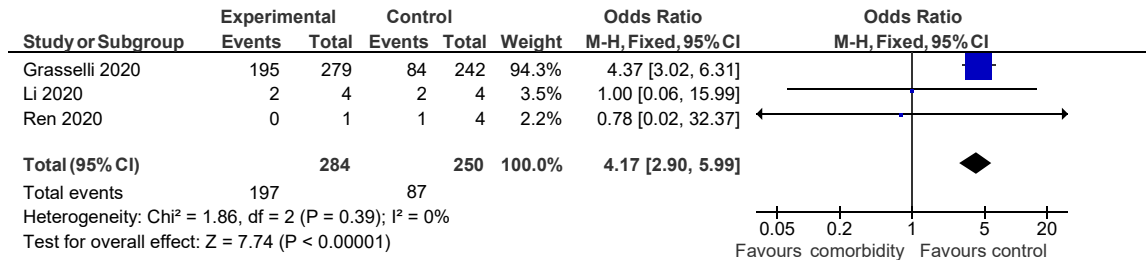 Experimental Control Odds Ratio Odds Ratio
Study or Subgroup Events Total Events Total Weight M-H, Fixed, 95% CI M-H, Fixed, 95% CI
Grasselli 2020 195 279 84 242 94.3% 4.37 [3.02, 6.31]
Li 2020 2 4 2 4 3.5% 1.00 [0.06, 15.99]
Ren 2020 0 1 1 4 2.2% 0.78 [0.02, 32.37]
Total (95% CI) 284 250 100.0% 4.17 [2.90, 5.99]
Total events 197 87
Heterogeneity: Chi² = 1.86, df = 2 (P = 0.39); I² = 0%
Test for overall effect: Z = 7.74 (P < 0.00001)
0.05 0.2 1 5 20
Favours comorbidity Favours control